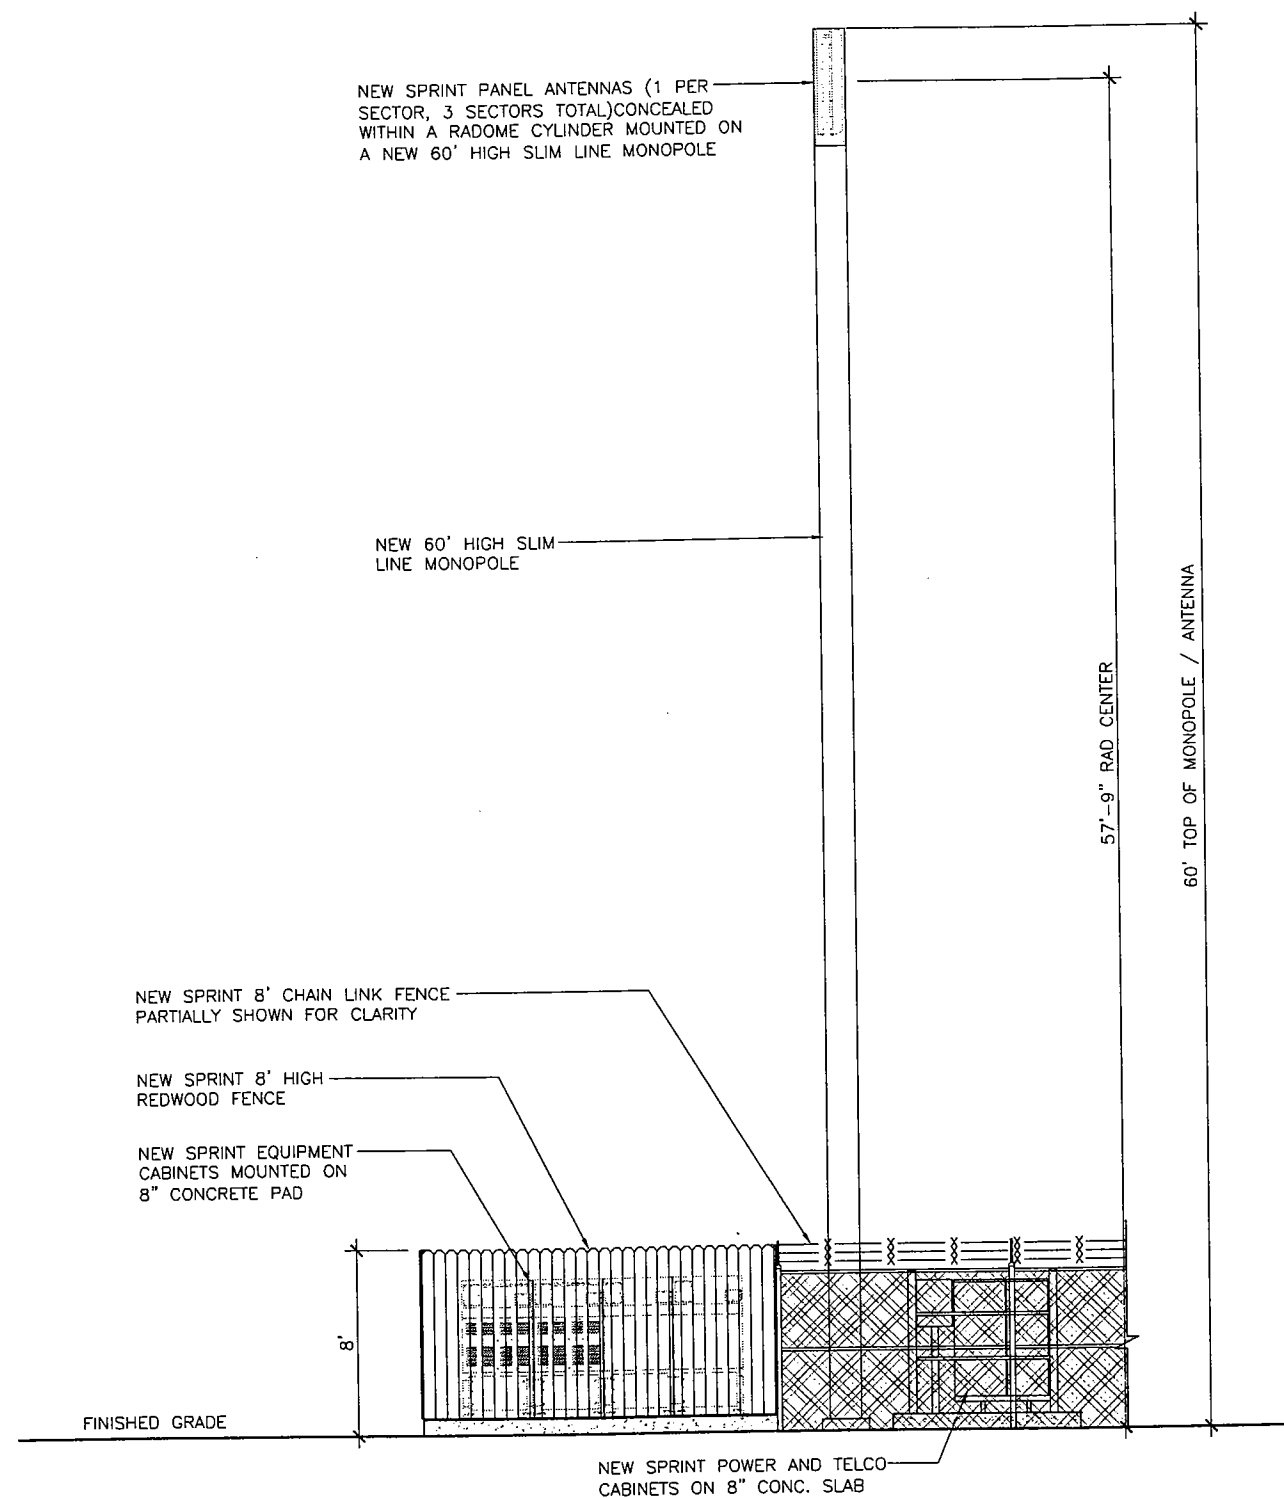 NEW SPRINT PANEL ANTENNAS (1 PER
SECTOR, 3 SECTORS TOTAL)CONCEALED
WITHIN A RADOME CYLINDER MOUNTED ON
A NEW 60' HIGH SLIM LINE MONOPOLE
NEW 60' HIGH SLIM
LINE MONOPOLE
57'-9" RAD CENTER
60' TOP OF MONOPOLE / ANTENNA
NEW SPRINT 8' CHAIN LINK FENCE
PARTIALLY SHOWN FOR CLARITY
NEW SPRINT 8' HIGH
REDWOOD FENCE
NEW SPRINT EQUIPMENT
CABINETS MOUNTED ON
8" CONCRETE PAD
8'
FINISHED GRADE
NEW SPRINT POWER AND TELCO
CABINETS ON 8" CONC. SLAB